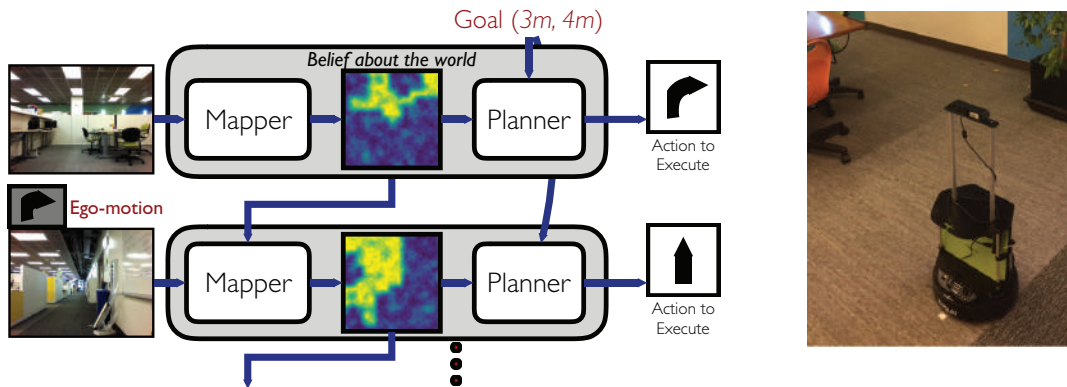 Goal (3m, 4m)
Belief about the world
Mapper
Planner
Action to
Execute
Ego-motion
Mapper
Planner
Action to
Execute